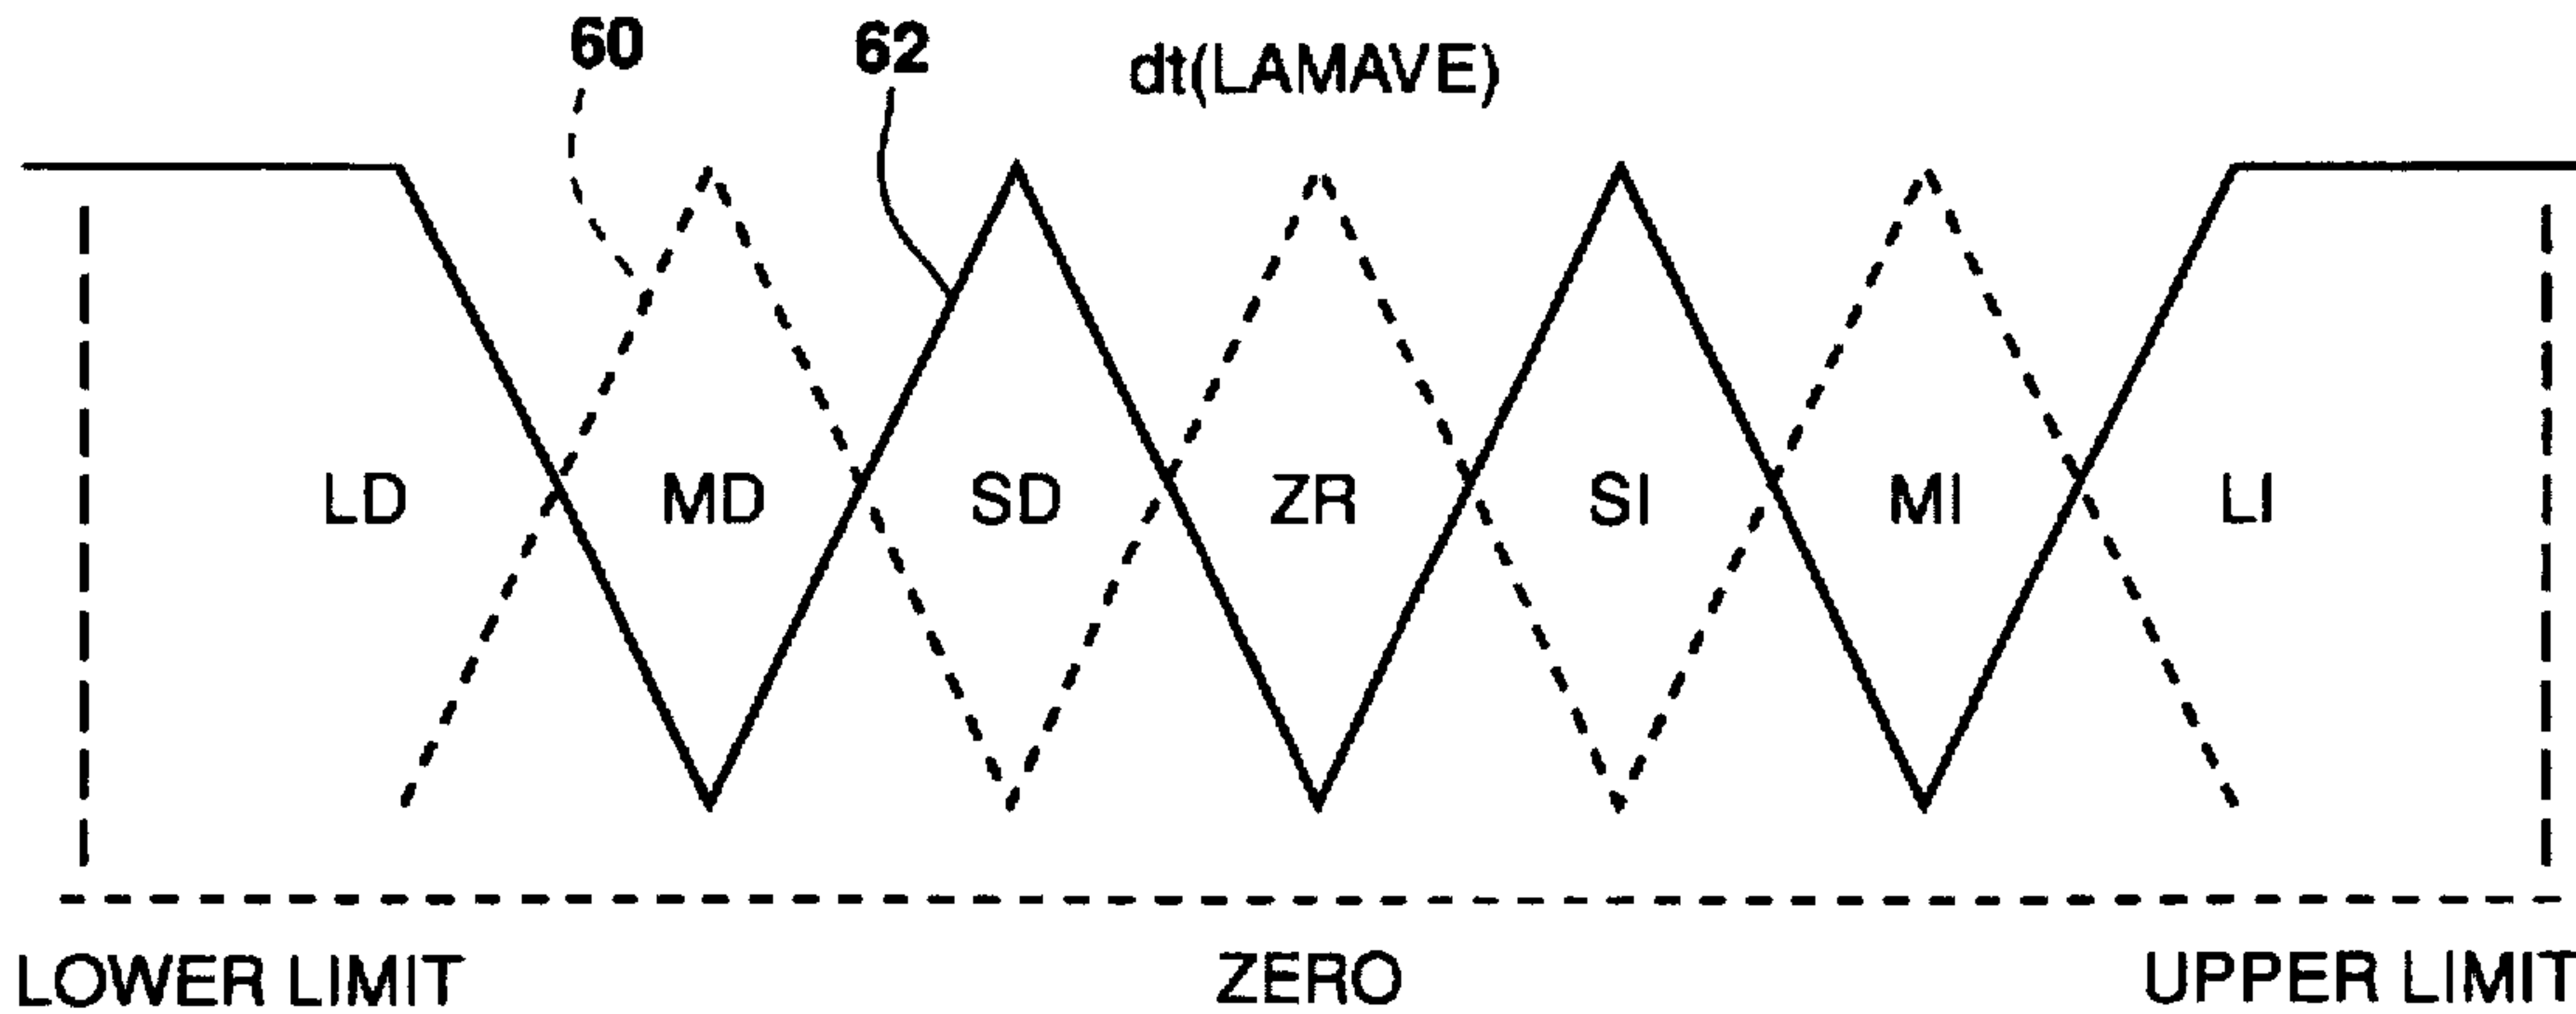 60 62 dt(LAMAVE)
LD MD SD ZR SI MI LI
LOWER LIMIT ZERO UPPER LIMIT